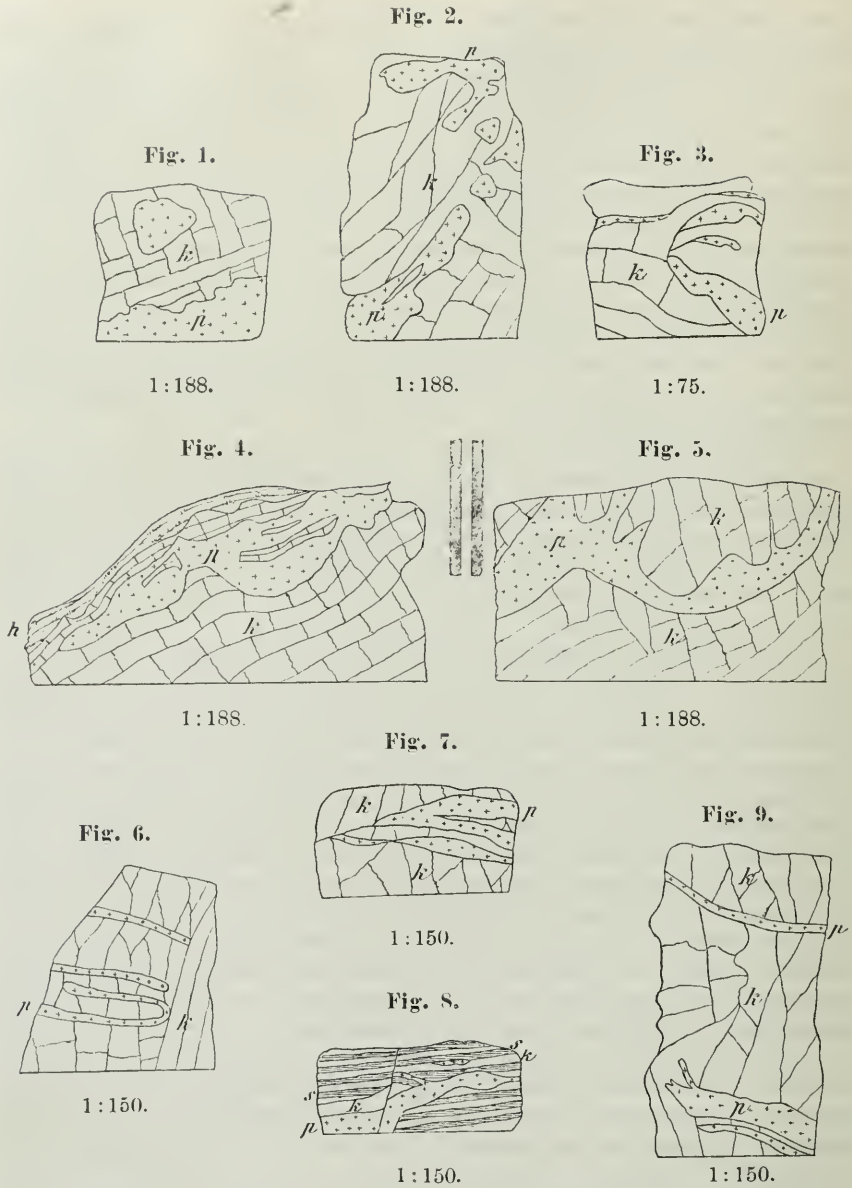 Fig. 2.
p
Fig. 1.
Fig. 3.
k
k
k
p
p
p
1:188.
1:188.
1:75.
Fig. 4.
Fig. 5.
k
p
p
h
k
k
1:188.
1:188.
Fig. 7.
k
p
Fig. 6.
Fig. 9.
k
k
p
1:150.
k
p
k
Fig. 8.
s
k
s
k
p
p
1:150.
1:150.
1:150.